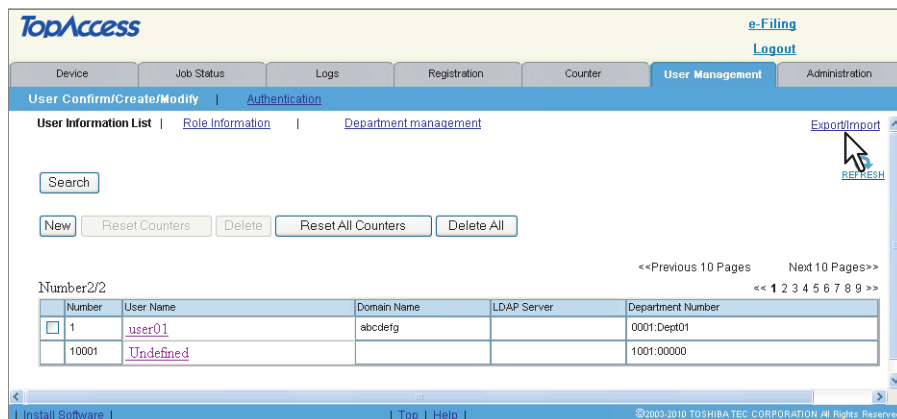 TopAccess
e-Filing
Logout
Device Job Status Logs Registration Counter User Management Administration
User Confirm/Create/Modify | Authentication
User Information List | Role Information | Department management Export/Import
REFRESH
Search
New Reset Counters Delete Reset All Counters Delete All
<<Previous 10 Pages Next 10 Pages>>
Number2/2 << 1 2 3 4 5 6 7 8 9 >>
Number User Name Domain Name LDAP Server Department Number
1 user01 abcdefg 0001:Dept01
10001 Undefined 1001:00000
| Install Software | | Top | Help | ©2003-2010 TOSHIBA TEC CORPORATION All Rights Reserve